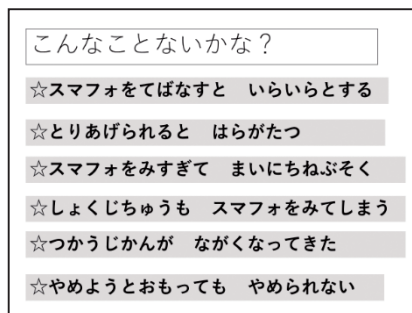 こんなことないかな？
☆スマフォをてばなすと　いらいらとする
☆とりあげられると　はらがたつ
☆スマフォをみすぎて　まいにちねぶそく
☆しょくじちゅうも　スマフォをみてしまう
☆つかうじかんが　ながくなってきた
☆やめようとおもっても　やめられない